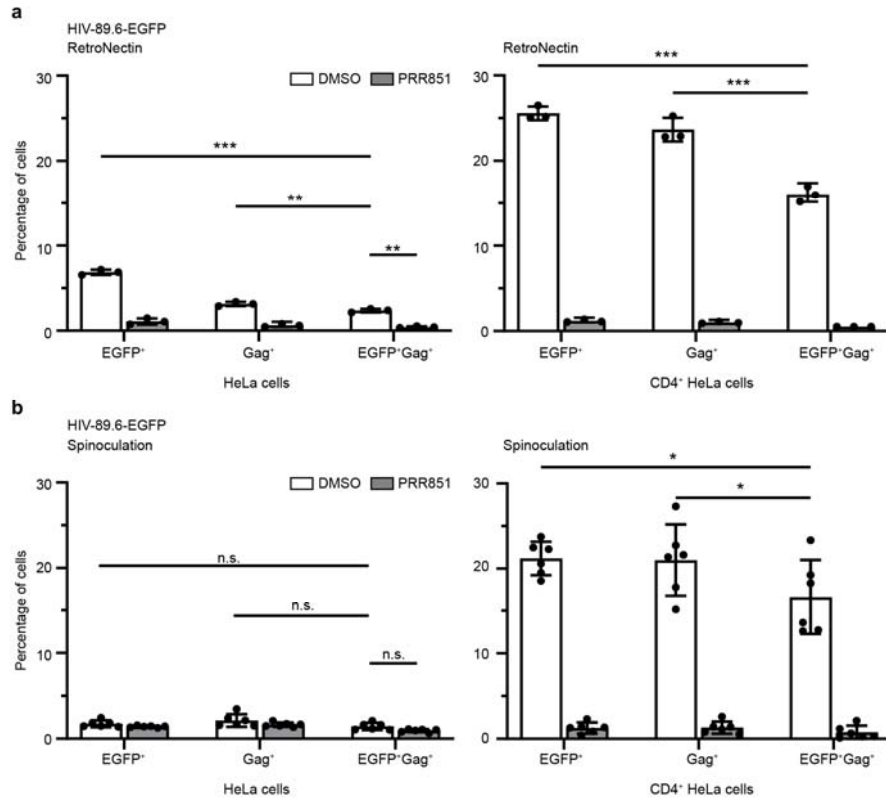 a
HIV-89.6-EGFP
RetroNectin
RetroNectin
DMSO PRR851
***
**
**
***
***
Percentage of cells
30
20
10
0
30
20
10
0
EGFP⁺ Gag⁺ EGFP⁺Gag⁺
EGFP⁺ Gag⁺ EGFP⁺Gag⁺
HeLa cells
CD4⁺ HeLa cells
b
HIV-89.6-EGFP
Spinoculation
Spinoculation
DMSO PRR851
n.s.
n.s.
n.s.
*
*
Percentage of cells
30
20
10
0
30
20
10
0
EGFP⁺ Gag⁺ EGFP⁺Gag⁺
EGFP⁺ Gag⁺ EGFP⁺Gag⁺
HeLa cells
CD4⁺ HeLa cells